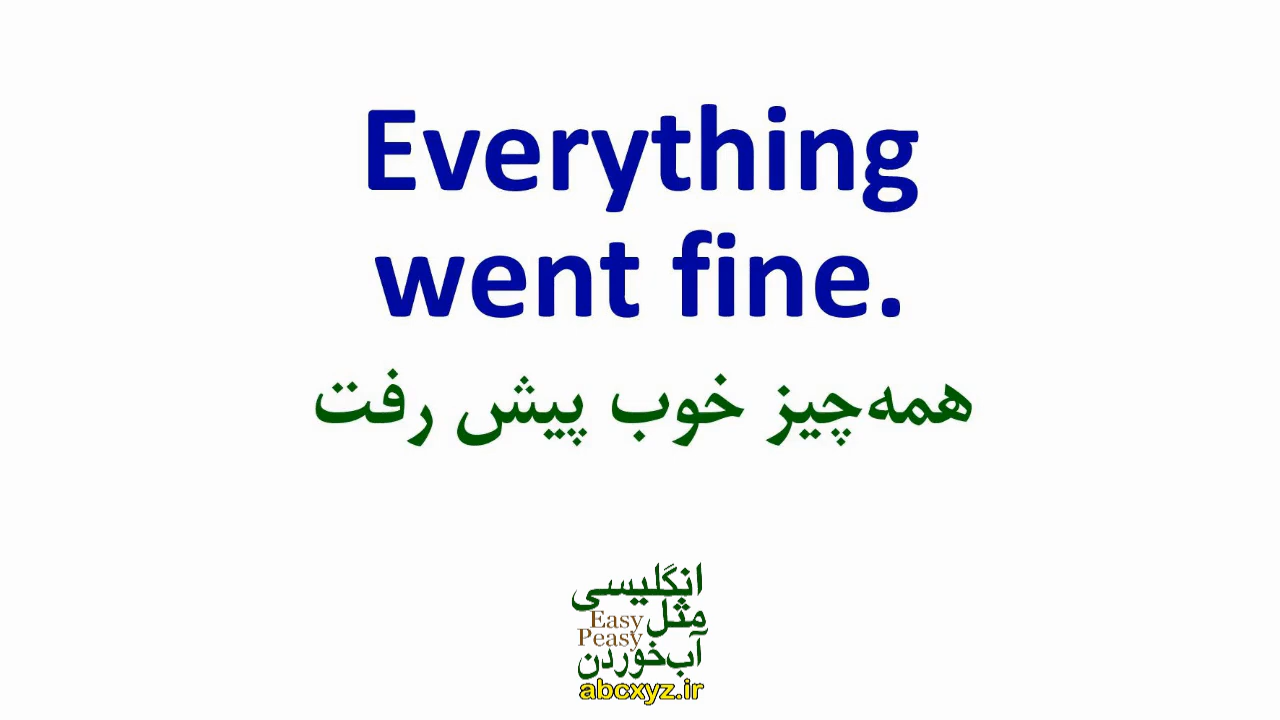 Everything
went fine.
همه‌چیز خوب پیش رفت
انگلیسی
مثل
Easy
Peasy
آب‌خوردن
abcxyz.ir